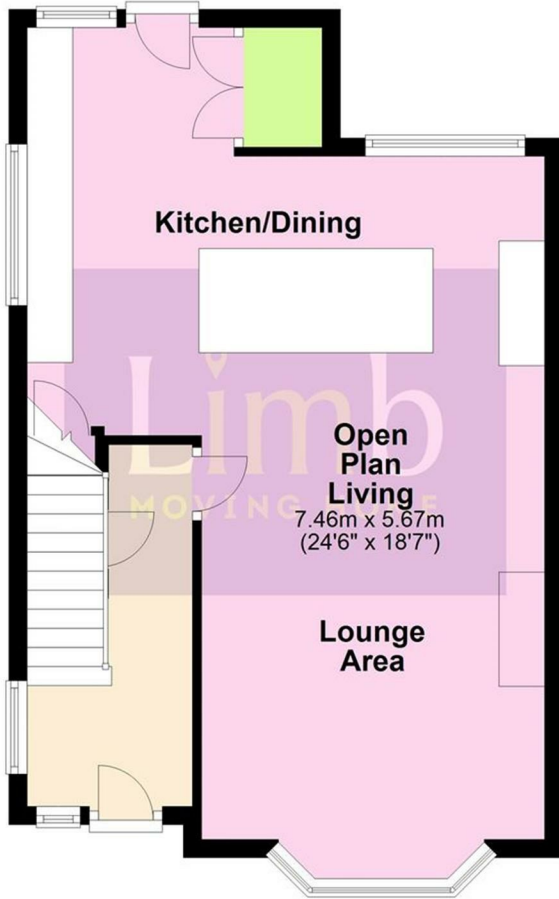 Kitchen/Dining
Limb
MOVING HOME
Open
Plan
Living
7.46m x 5.67m
(24'6" x 18'7")
Lounge
Area